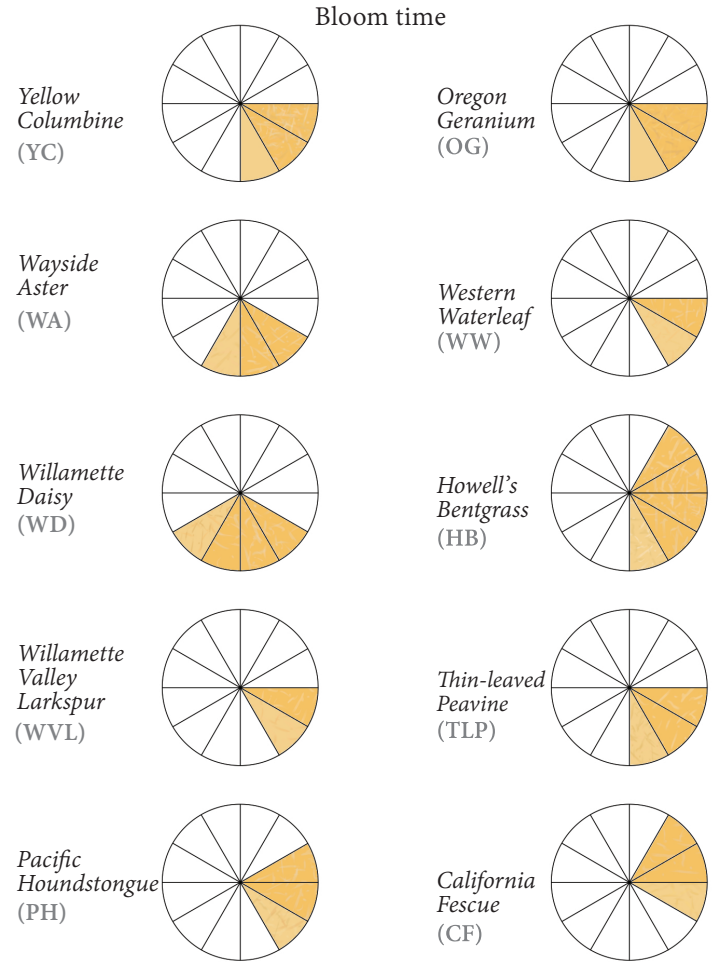 Bloom time
Yellow
Columbine
(YC)
Oregon
Geranium
(OG)
Wayside
Aster
(WA)
Western
Waterleaf
(WW)
Willamette
Daisy
(WD)
Howell's
Bentgrass
(HB)
Willamette
Valley
Larkspur
(WVL)
Thin-leaved
Peavine
(TLP)
Pacific
Houndstongue
(PH)
California
Fescue
(CF)